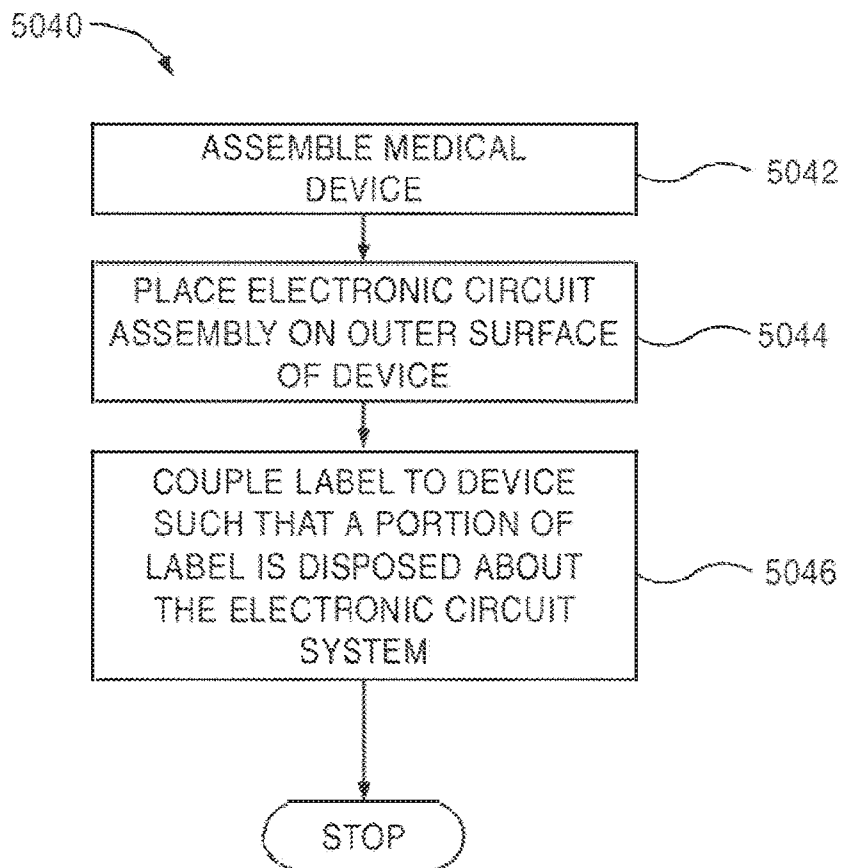 5040
ASSEMBLE MEDICAL
DEVICE
5042
PLACE ELECTRONIC CIRCUIT
ASSEMBLY ON OUTER SURFACE
OF DEVICE
5044
COUPLE LABEL TO DEVICE
SUCH THAT A PORTION OF
LABEL IS DISPOSED ABOUT
THE ELECTRONIC CIRCUIT
SYSTEM
5046
STOP